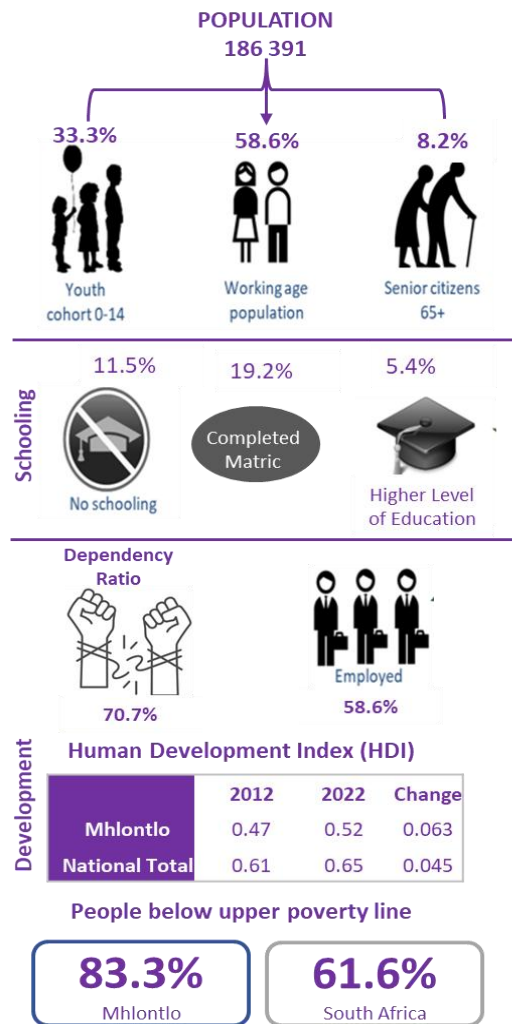 POPULATION
186 391
33.3%
58.6%
8.2%
Youth
cohort 0-14
Working age
population
Senior citizens
65+
Schooling
11.5%
19.2%
5.4%
No schooling
Completed
Matric
Higher Level
of Education
Dependency
Ratio
70.7%
Employed
58.6%
Development
Human Development Index (HDI)
2012 2022 Change
Mhlontlo 0.47 0.52 0.063
National Total 0.61 0.65 0.045
People below upper poverty line
83.3%
Mhlontlo
61.6%
South Africa